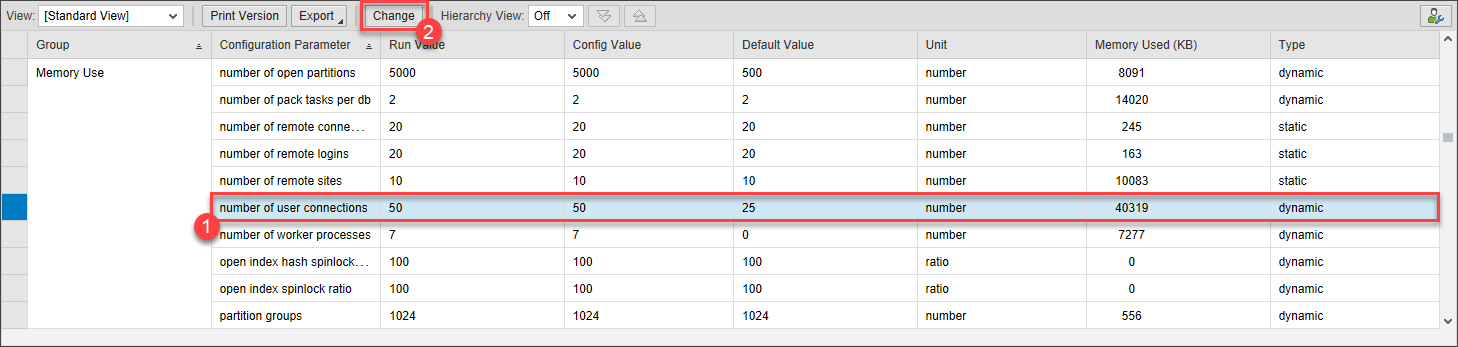 View: [Standard View] Print Version Export Change Hierarchy View: Off
2
Group Configuration Parameter Run Value Config Value Default Value Unit Memory Used (KB) Type
Memory Use number of open partitions 5000 5000 500 number 8091 dynamic
number of pack tasks per db 2 2 2 number 14020 dynamic
number of remote conne... 20 20 20 number 245 static
number of remote logins 20 20 20 number 163 static
number of remote sites 10 10 10 number 10083 static
number of user connections 50 50 25 number 40319 dynamic
1
number of worker processes 7 7 0 number 7277 dynamic
open index hash spinlock... 100 100 100 ratio 0 dynamic
open index spinlock ratio 100 100 100 ratio 0 dynamic
partition groups 1024 1024 1024 number 556 dynamic